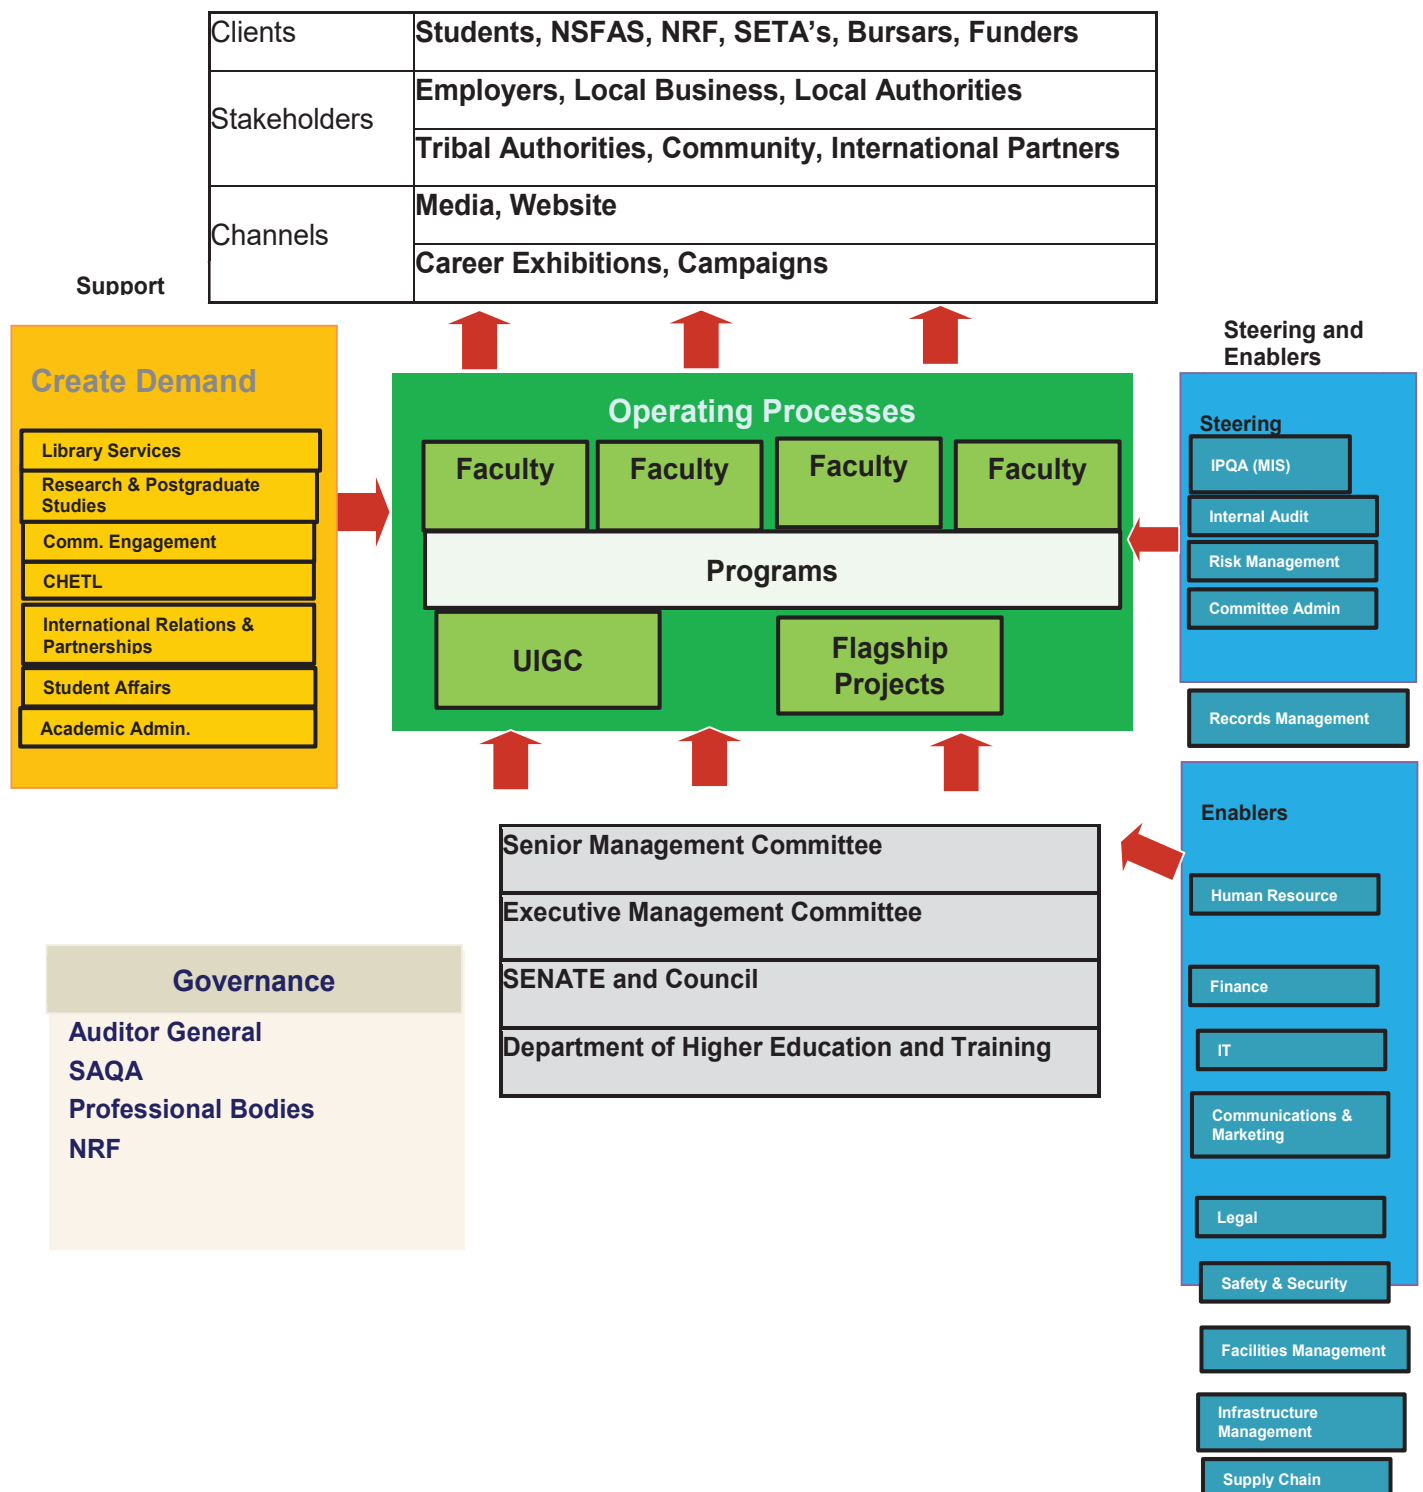 Clients
Students, NSFAS, NRF, SETA's, Bursars, Funders
Stakeholders
Employers, Local Business, Local Authorities
Tribal Authorities, Community, International Partners
Channels
Media, Website
Career Exhibitions, Campaigns
Support
Create Demand
Library Services
Research & Postgraduate
Studies
Comm. Engagement
CHETL
International Relations &
Partnerships
Student Affairs
Academic Admin.
Operating Processes
Faculty
Faculty
Faculty
Faculty
Programs
UIGC
Flagship
Projects
Steering and
Enablers
Steering
IPQA (MIS)
Internal Audit
Risk Management
Committee Admin
Records Management
Enablers
Human Resource
Finance
IT
Communications &
Marketing
Legal
Safety & Security
Facilities Management
Infrastructure
Management
Supply Chain
Senior Management Committee
Executive Management Committee
SENATE and Council
Department of Higher Education and Training
Governance
Auditor General
SAQA
Professional Bodies
NRF